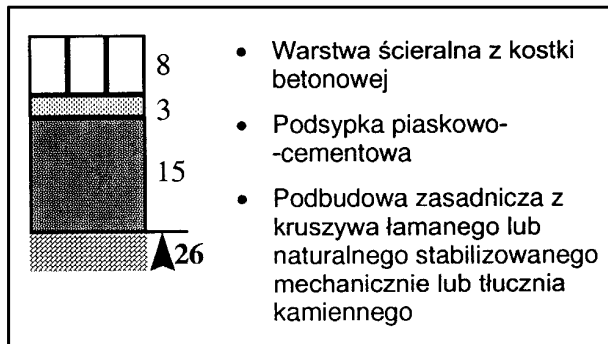 8
3
15
26
• Warstwa ścieralna z kostki
betonowej
• Podsypka piaskowo-
-cementowa
• Podbudowa zasadnicza z
kruszywa łamanego lub
naturalnego stabilizowanego
mechanicznie lub tłucznia
kamiennego